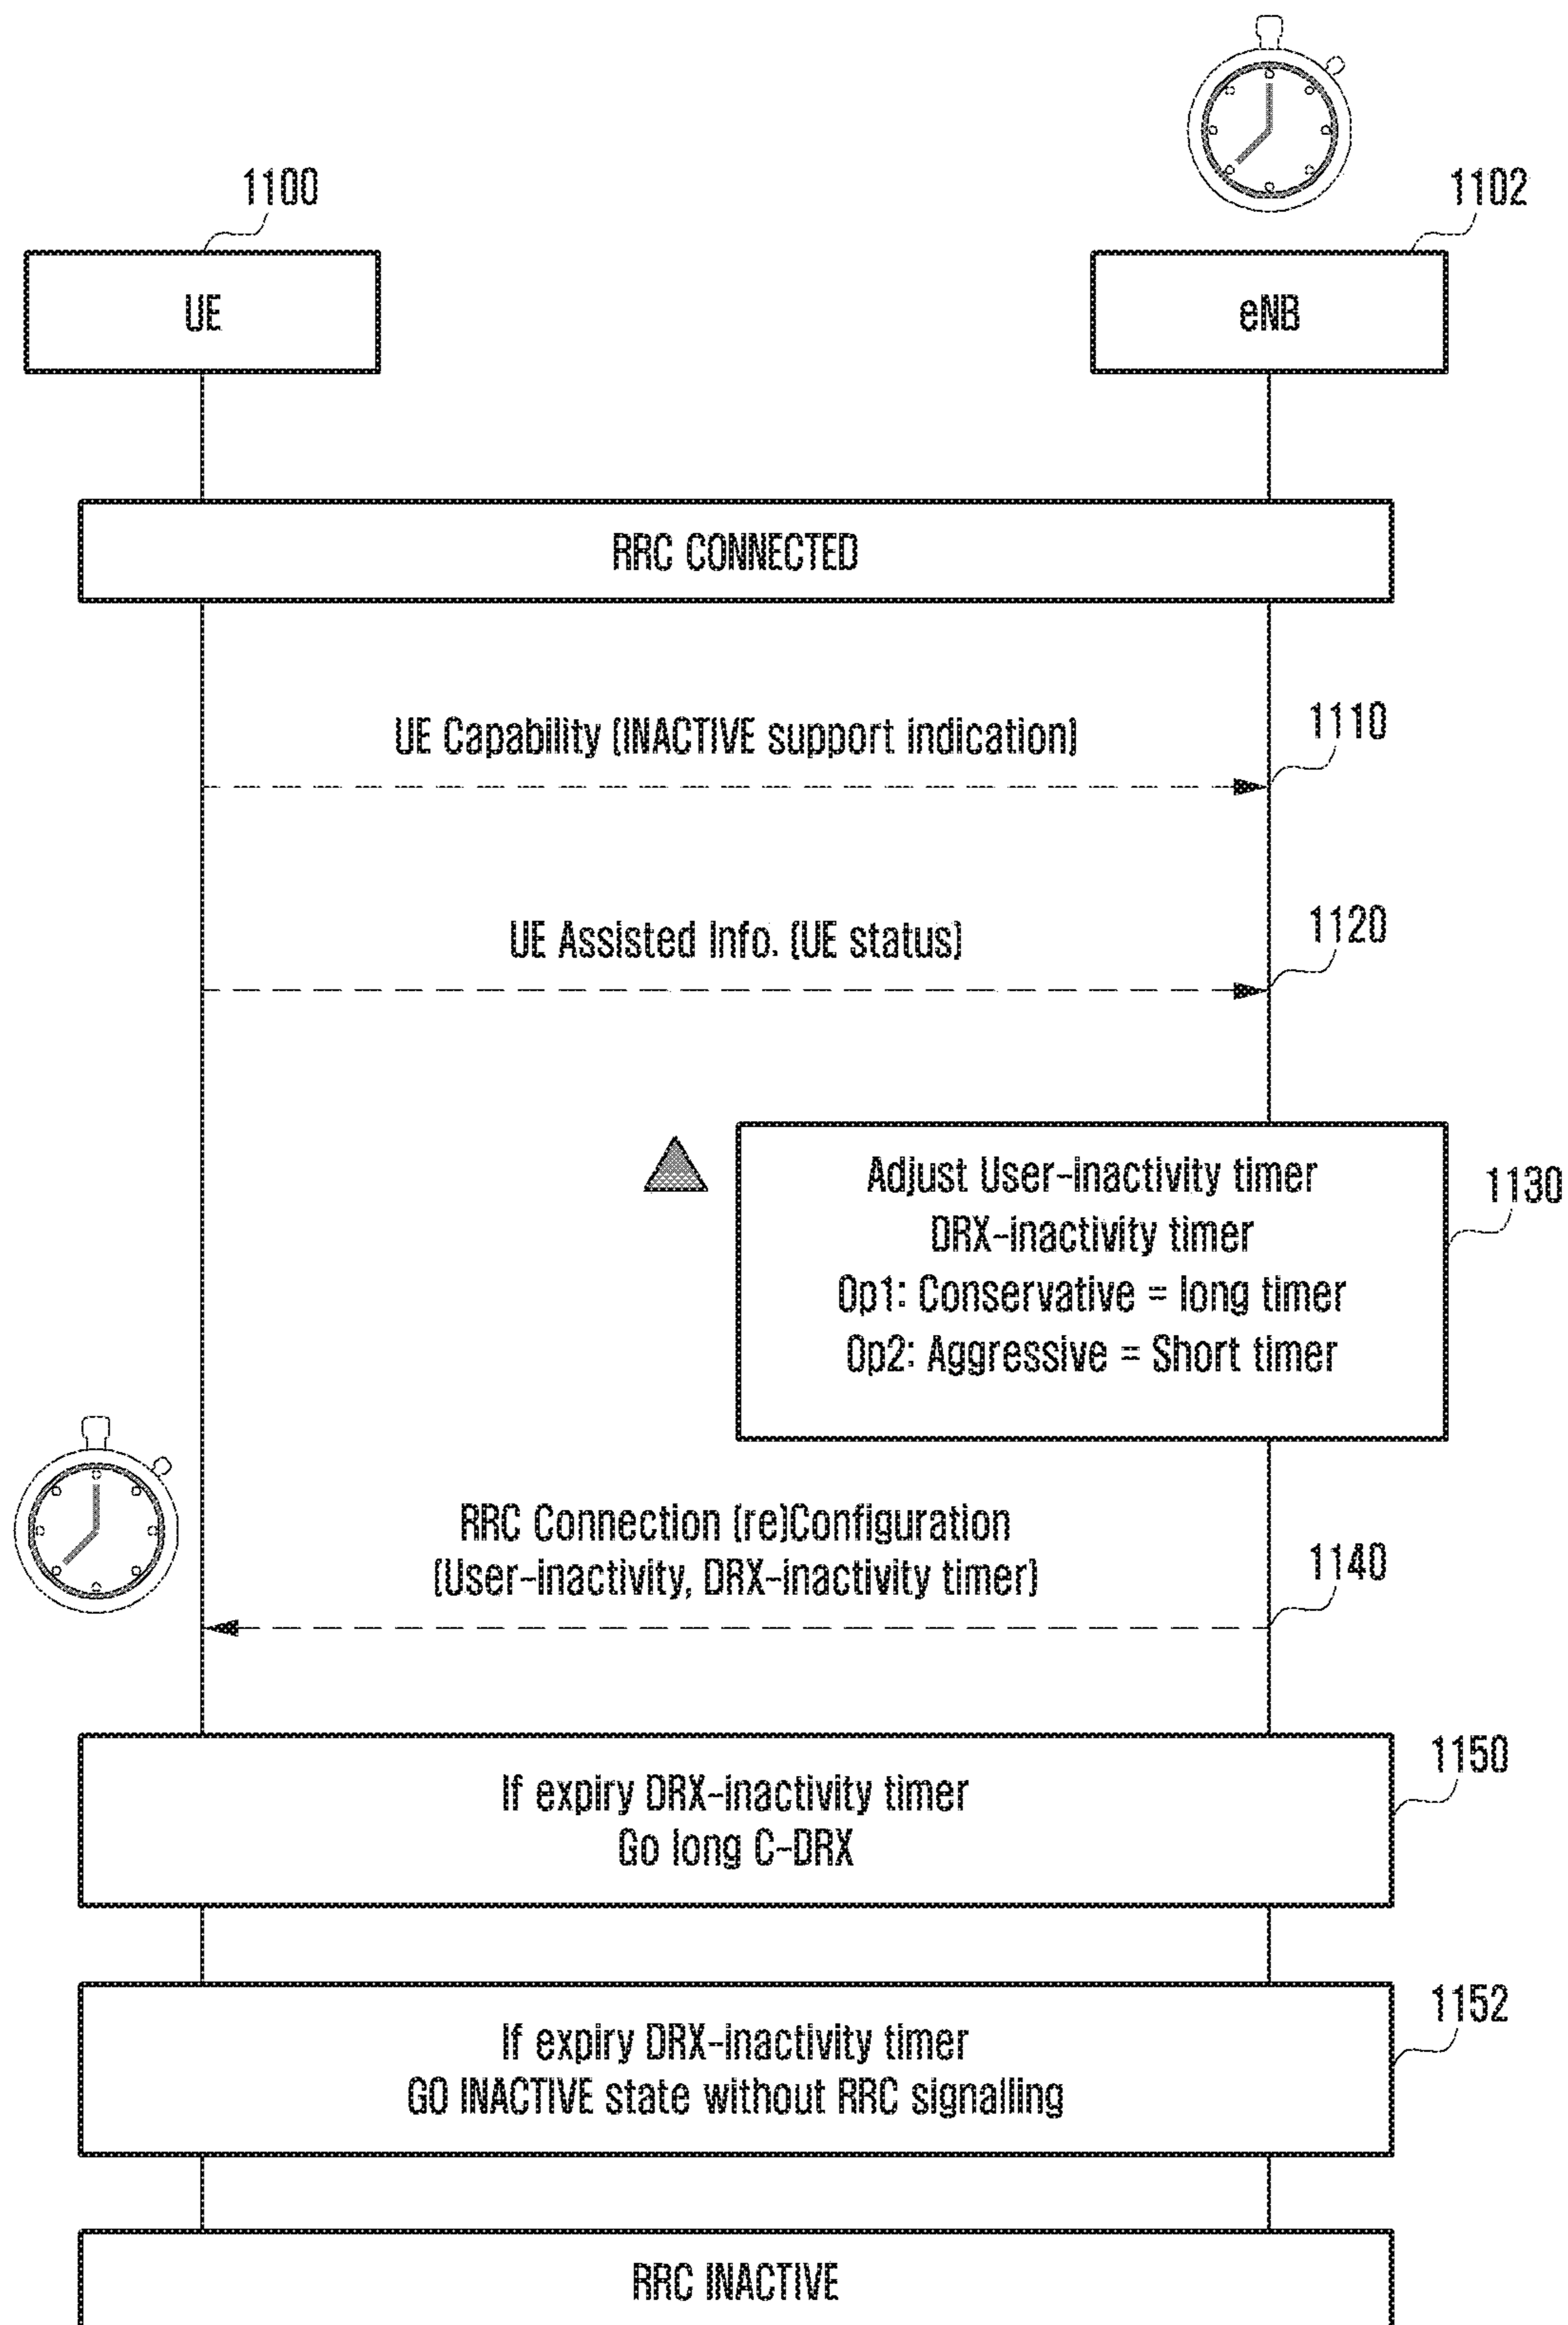 1100
1102
UE
eNB
RRC CONNECTED
UE Capability (INACTIVE support indication)
1110
UE Assisted Info. (UE status)
1120
Adjust User-inactivity timer
DRX-inactivity timer
Op1: Conservative = long timer
Op2: Aggressive = Short timer
1130
RRC Connection (re)Configuration
(User-inactivity, DRX-inactivity timer)
1140
If expiry DRX-inactivity timer
Go long C-DRX
1150
If expiry DRX-inactivity timer
GO INACTIVE state without RRC signalling
1152
RRC INACTIVE